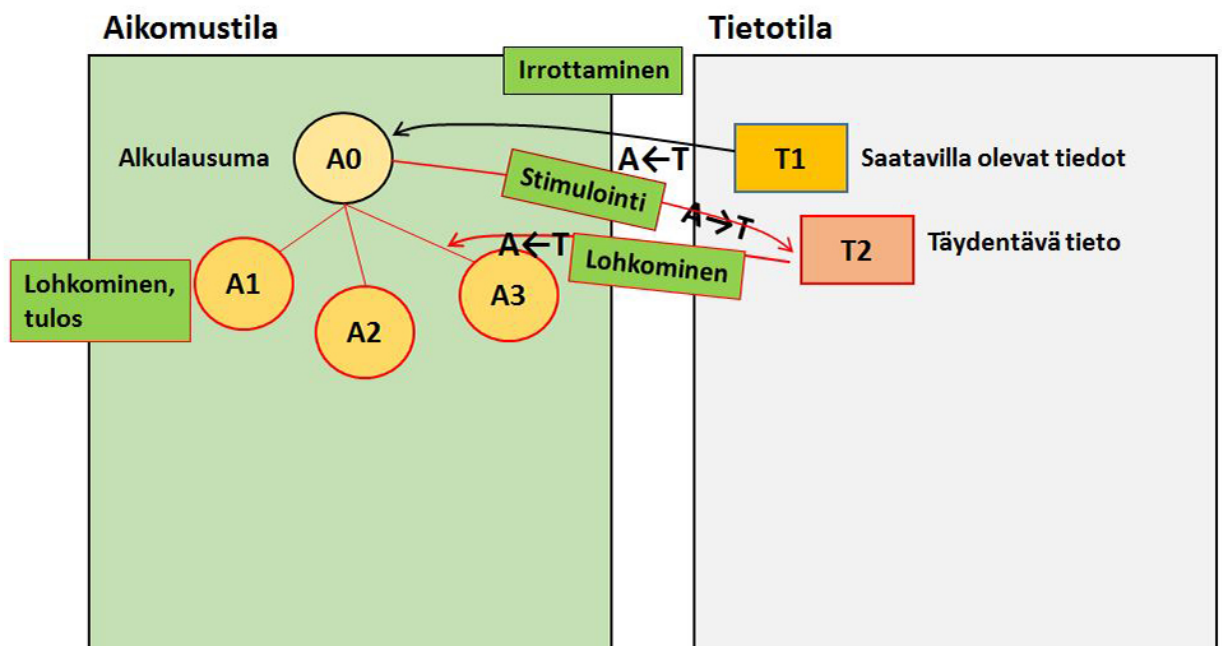 Aikomustila
Tietotila
Irrottaminen
Alkulausuma
A0
A←T
T1
Saatavilla olevat tiedot
Stimulointi
A→T
T2
Täydentävä tieto
A←T
Lohkominen
Lohkominen,
tulos
A1
A2
A3